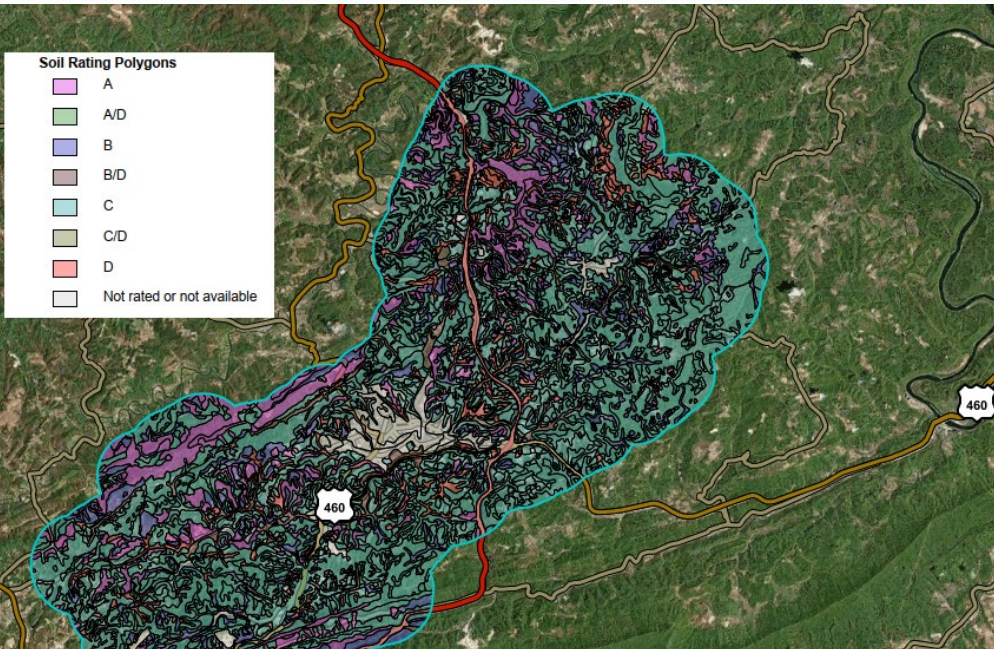 Soil Rating Polygons
A
A/D
B
B/D
C
C/D
D
Not rated or not available
460
460